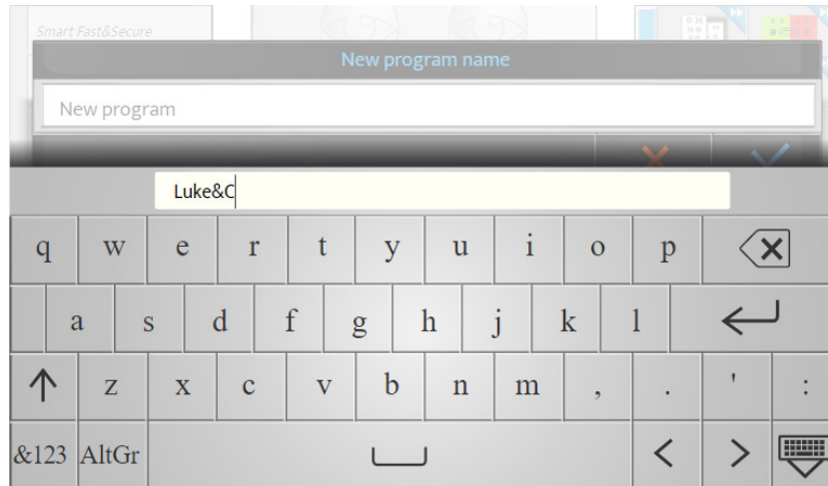 Smart Fast&Secure
New program name
New program
Luke&C
q w e r t y u i o p
a s d f g h j k l
z x c v b n m , . ' :
&123 AltGr < >